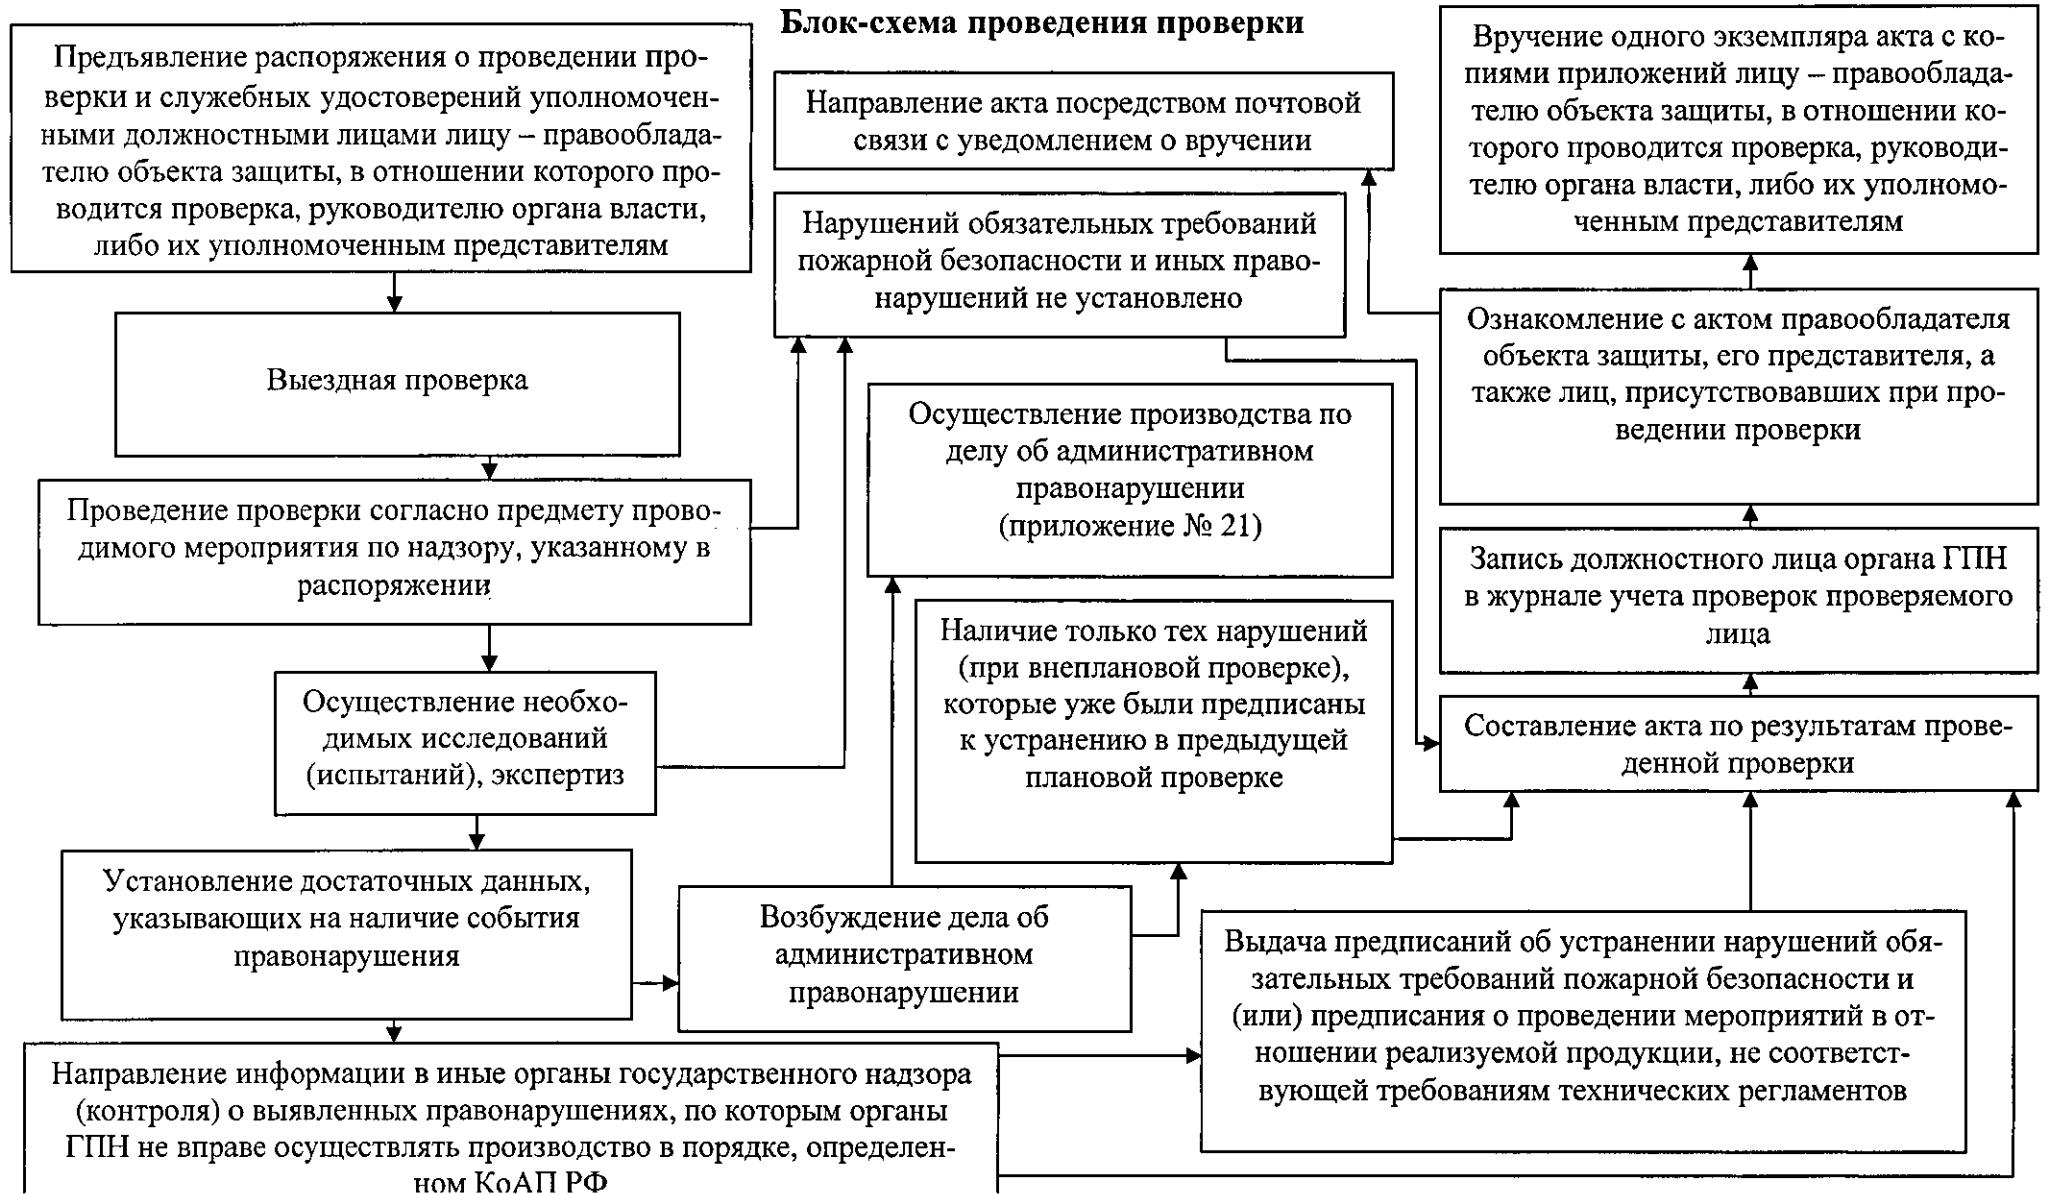 Блок-схема проведения проверки
Предъявление распоряжения о проведении про-
верки и служебных удостоверений уполномочен-
ными должностными лицами лицу – правооблада-
телю объекта защиты, в отношении которого про-
водится проверка, руководителю органа власти,
либо их уполномоченным представителям
Выездная проверка
Проведение проверки согласно предмету прово-
димого мероприятия по надзору, указанному в
распоряжении
Осуществление необхо-
димых исследований
(испытаний), экспертиз
Установление достаточных данных,
указывающих на наличие события
правонарушения
Направление информации в иные органы государственного надзора
(контроля) о выявленных правонарушениях, по которым органы
ГПН не вправе осуществлять производство в порядке, определен-
ном КоАП РФ
Направление акта посредством почтовой
связи с уведомлением о вручении
Нарушений обязательных требований
пожарной безопасности и иных право-
нарушений не установлено
Осуществление производства по
делу об административном
правонарушении
(приложение № 21)
Наличие только тех нарушений
(при внеплановой проверке),
которые уже были предписаны
к устранению в предыдущей
плановой проверке
Возбуждение дела об
административном
правонарушении
Вручение одного экземпляра акта с ко-
пиями приложений лицу – правооблада-
телю объекта защиты, в отношении ко-
торого проводится проверка, руководи-
телю органа власти, либо их уполномо-
ченным представителям
Ознакомление с актом правообладателя
объекта защиты, его представителя, а
также лиц, присутствовавших при про-
ведении проверки
Запись должностного лица органа ГПН
в журнале учета проверок проверяемого
лица
Составление акта по результатам прове-
денной проверки
Выдача предписаний об устранении нарушений обя-
зательных требований пожарной безопасности и
(или) предписания о проведении мероприятий в от-
ношении реализуемой продукции, не соответст-
вующей требованиям технических регламентов